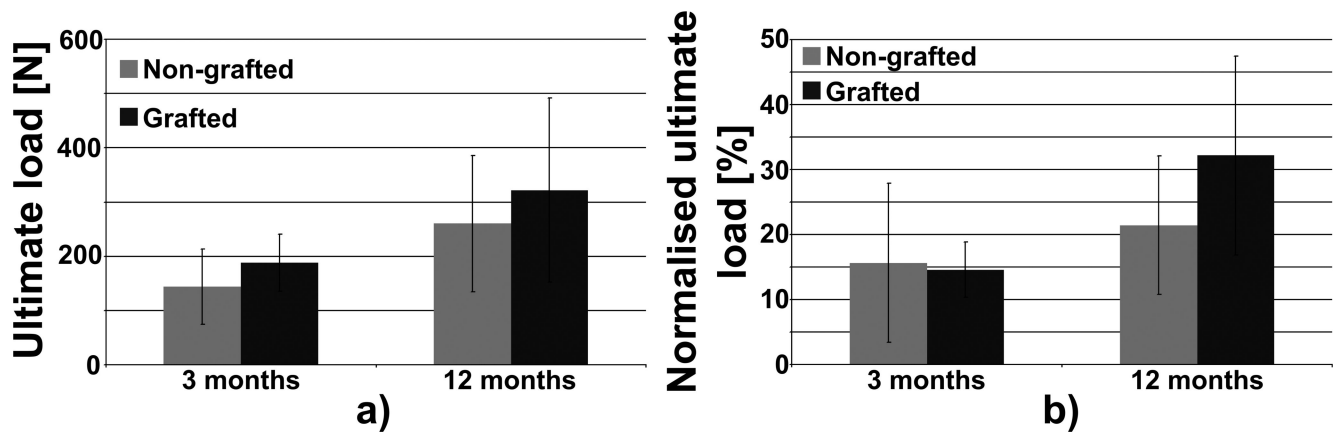 Ultimate load [N]
600
400
200
0
Non-grafted
Grafted
3 months
12 months
a)
Normalised ultimate
load [%]
50
40
30
20
10
0
Non-grafted
Grafted
3 months
12 months
b)